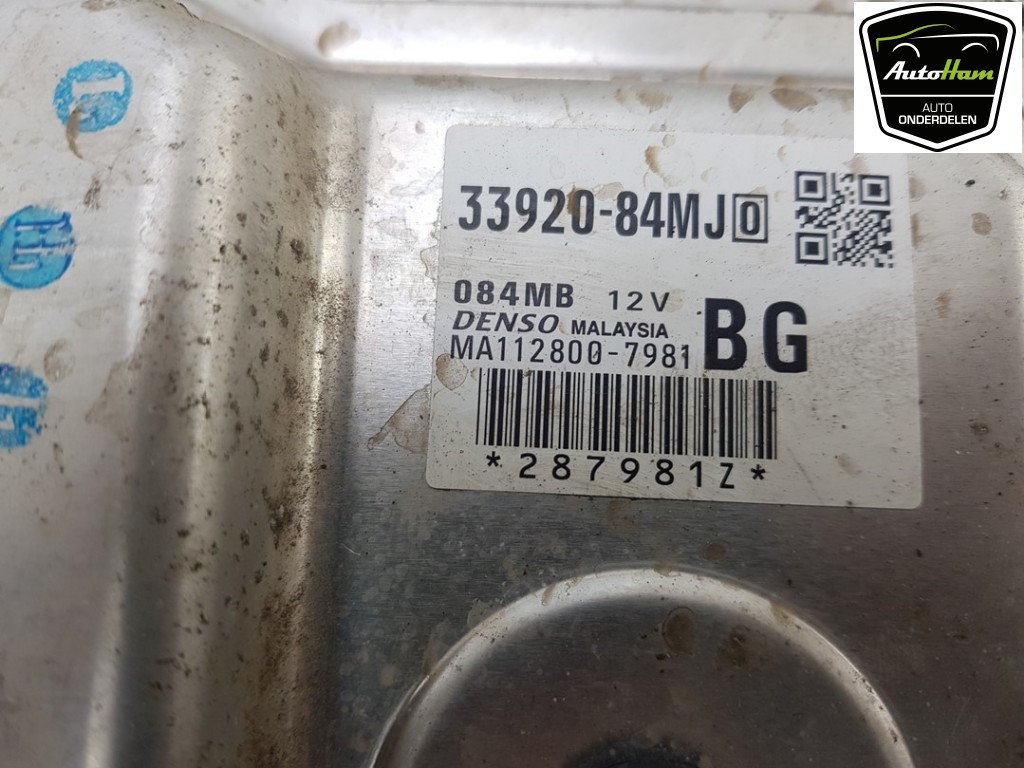 AutoHam
AUTO
ONDERDELEN
33920-84MJ0
084MB 12V
DENSO MALAYSIA
BG
MA112800-7981
*287981Z*